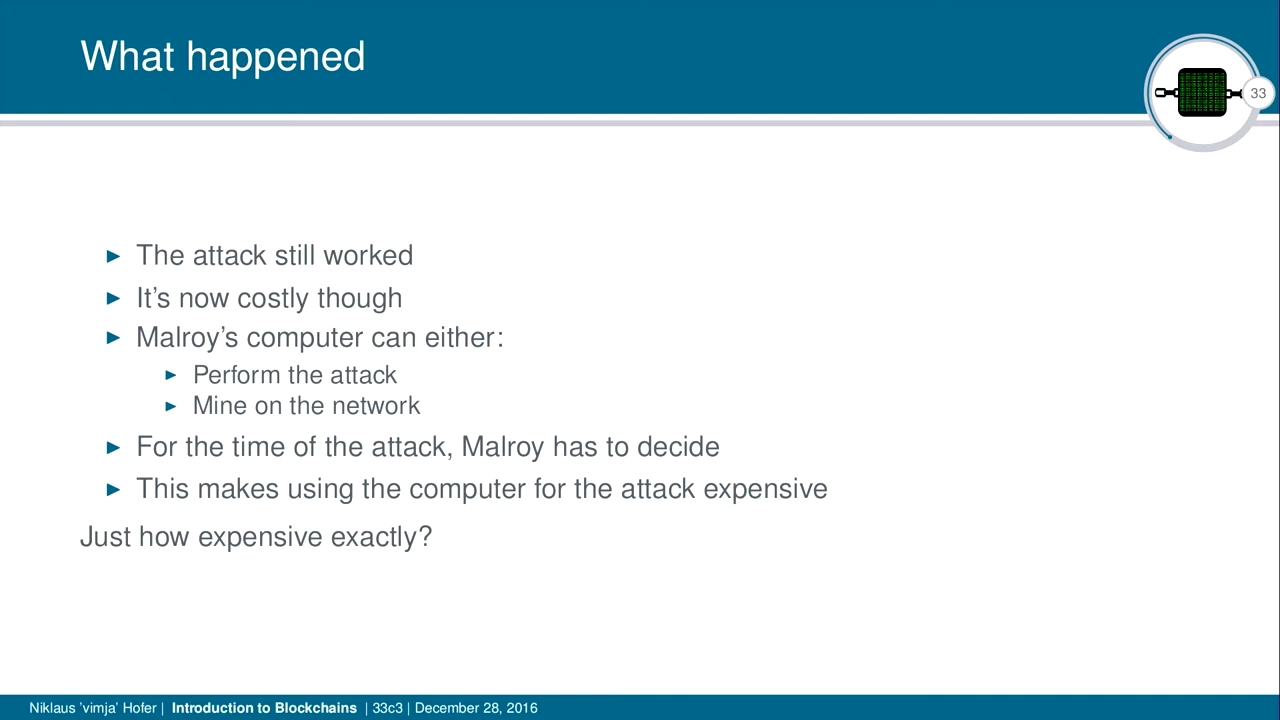 What happened
33
The attack still worked
It's now costly though
Malroy's computer can either:
Perform the attack
Mine on the network
For the time of the attack, Malroy has to decide
This makes using the computer for the attack expensive
Just how expensive exactly?
Niklaus 'vimja' Hofer | Introduction to Blockchains | 33c3 | December 28, 2016